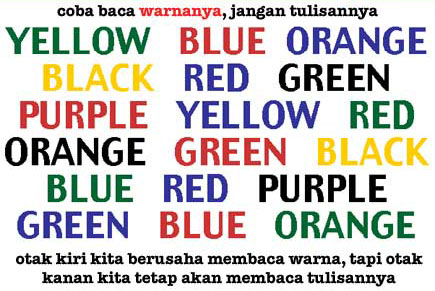 coba baca warnanya, jangan tulisannya
YELLOW BLUE ORANGE
BLACK RED GREEN
PURPLE YELLOW RED
ORANGE GREEN BLACK
BLUE RED PURPLE
GREEN BLUE ORANGE
otak kiri kita berusaha membaca warna, tapi otak
kanan kita tetap akan membaca tulisannya